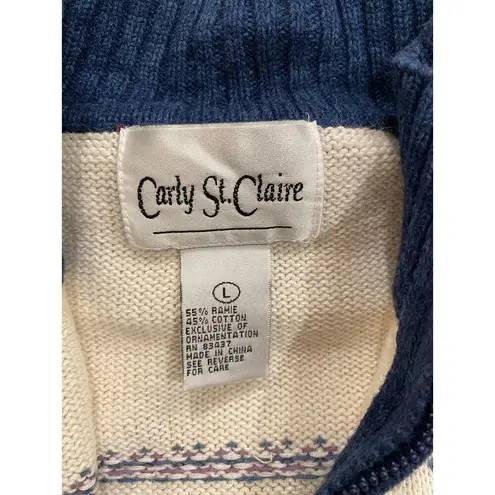 Carly St. Claire
L
55% RAMIE
45% COTTON
EXCLUSIVE OF
ORNAMENTATION
RN 83437
MADE IN CHINA
SEE REVERSE
FOR CARE